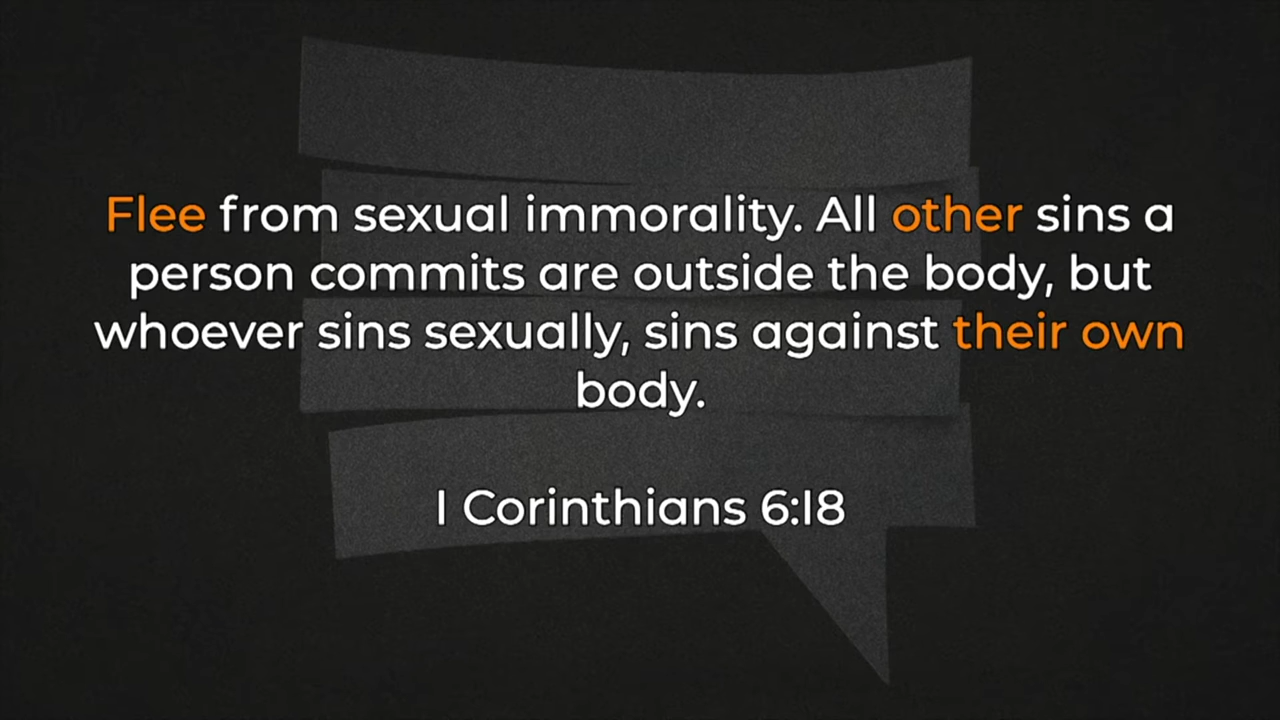 Flee from sexual immorality. All other sins a
person commits are outside the body, but
whoever sins sexually, sins against their own
body.
I Corinthians 6:18